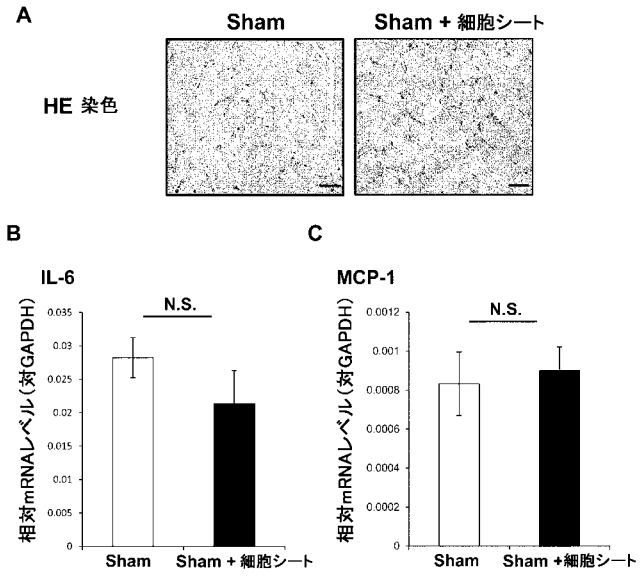 A
Sham
Sham + 細胞シート
HE 染色
B
IL-6
N.S.
相対mRNAレベル(対GAPDH)
0.035
0.03
0.025
0.02
0.015
0.01
0.005
0
Sham
Sham + 細胞シート
C
MCP-1
N.S.
相対mRNAレベル(対GAPDH)
0.0012
0.001
0.0008
0.0006
0.0004
0.0002
0
Sham
Sham +細胞シート